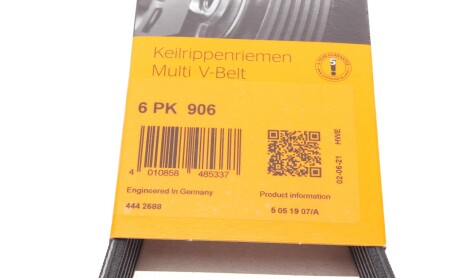 Keilrippenriemen
Multi V-Belt
5
6 PK 906
4 010858 485337
02-06-21 HWE
Engineered In Germany
Product information
444 2688
5 05 19 07/A